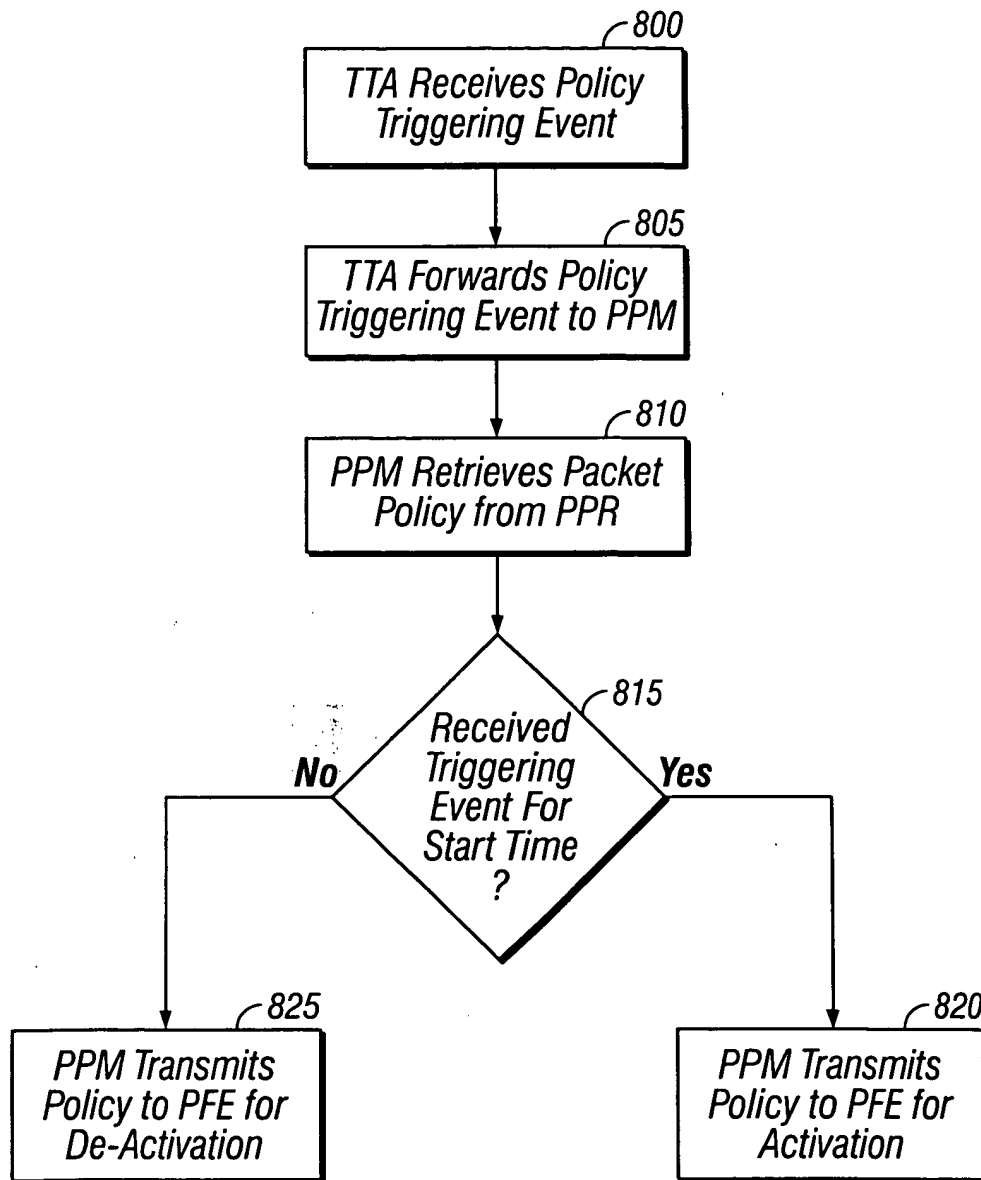 800
TTA Receives Policy
Triggering Event
805
TTA Forwards Policy
Triggering Event to PPM
810
PPM Retrieves Packet
Policy from PPR
815
Received
Triggering
Event For
Start Time
?
No
Yes
825
PPM Transmits
Policy to PFE for
De-Activation
820
PPM Transmits
Policy to PFE for
Activation